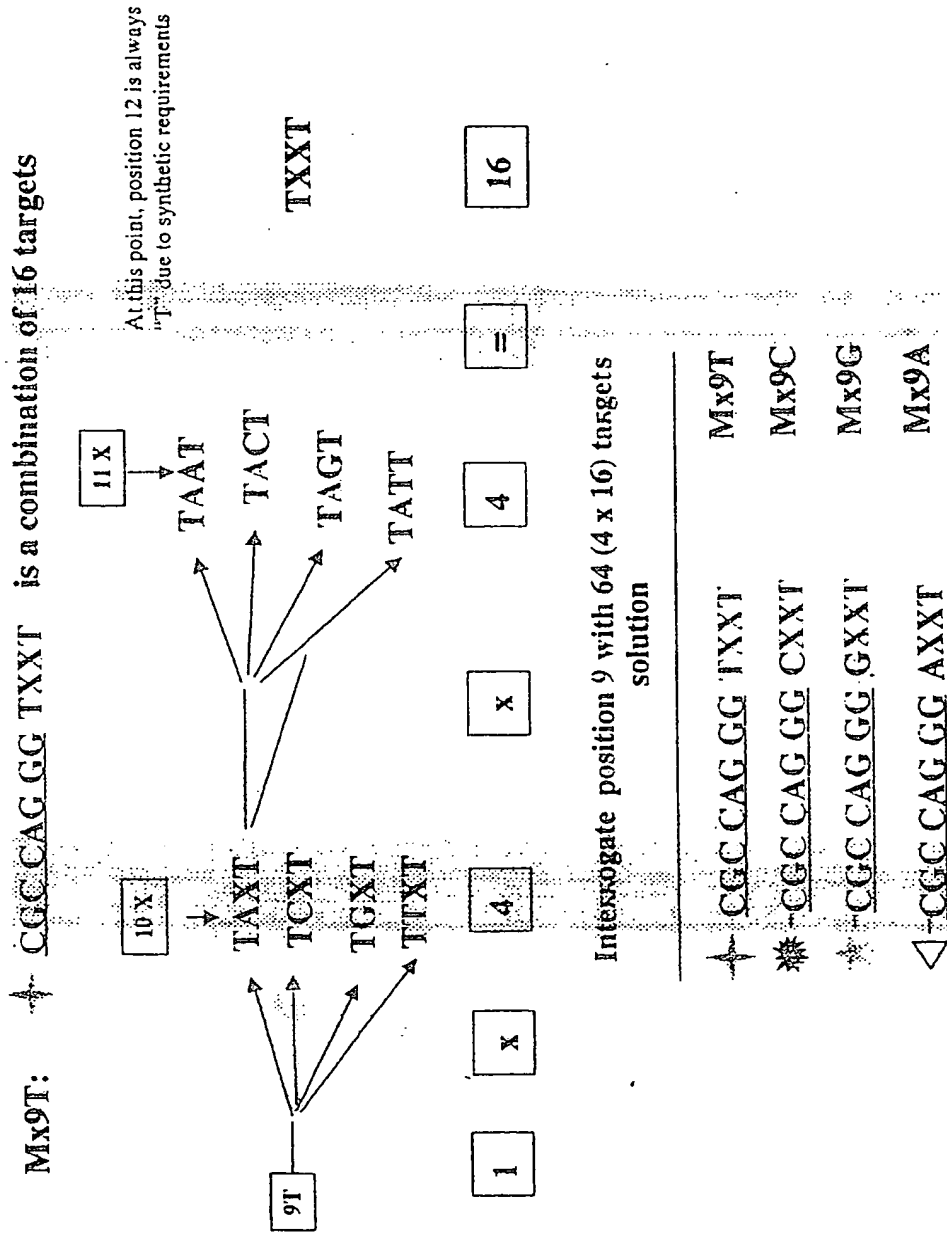 Mx9T: CGC CAG GG TXXT is a combination of 16 targets
At this point, position 12 is always
"T" due to synthetic requirements
10 X
11 X
9T
TAXT
TCXT
TGXT
TTXT
TAAT
TACT
TAGT
TATT
TXXT
1 x 4 x 4 = 16
Interrogate position 9 with 64 (4 x 16) targets
solution
CGC CAG GG TXXT Mx9T
CGC CAG GG CXXT Mx9C
CGC CAG GG GXXT Mx9G
CGC CAG GG AXXT Mx9A